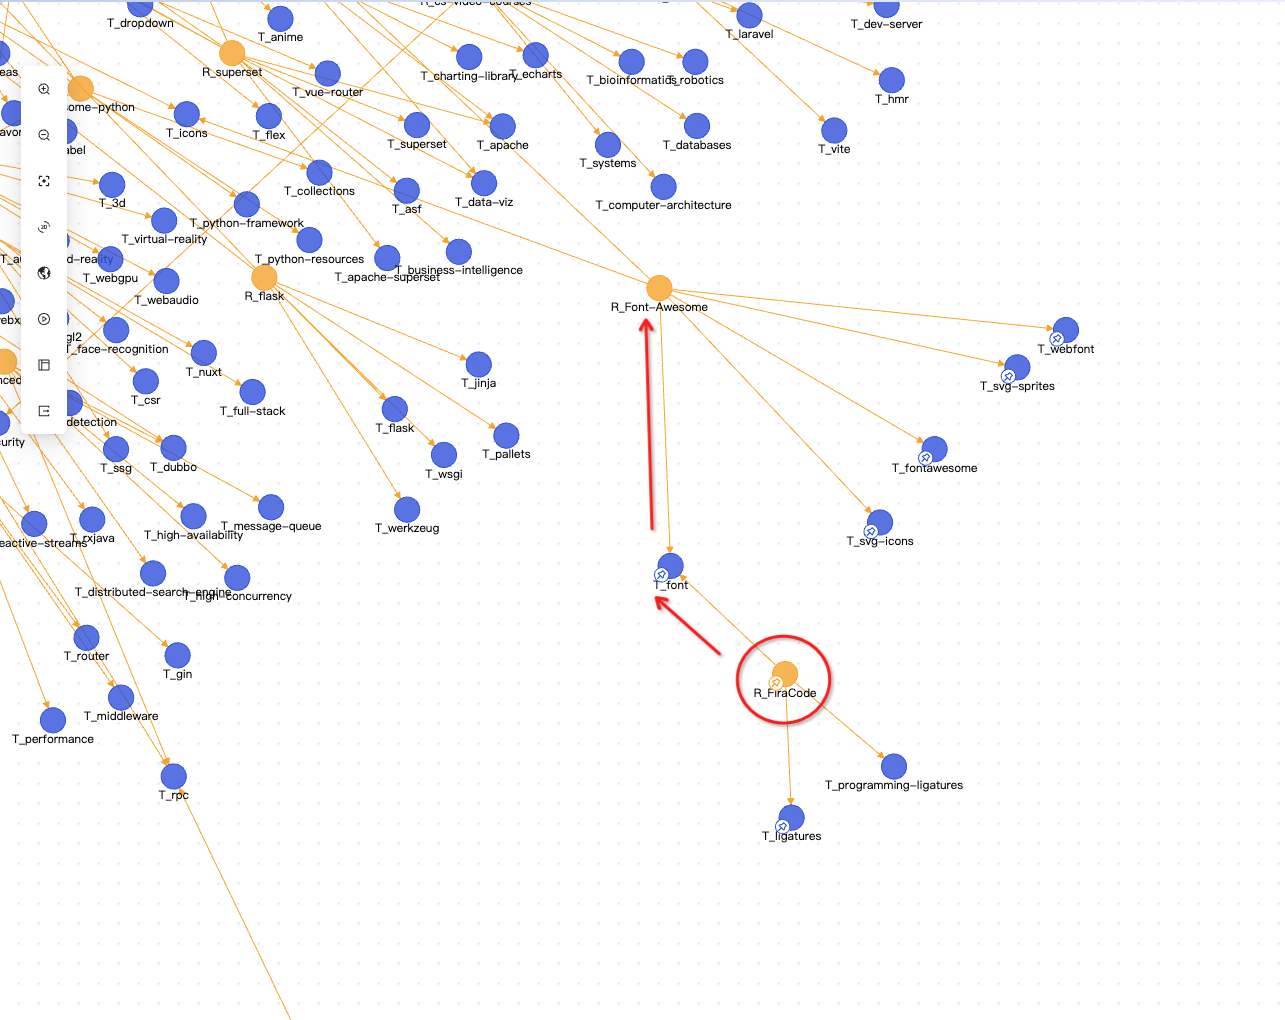 R_cs-video-courses
T_dropdown
T_dev-server
T_laravel
T_anime
R_superset
eas
T_charting-library
T_echarts
T_bioinformatics
T_robotics
T_vue-router
T_hmr
ome-python
avor
T_icons
T_flex
T_superset
T_apache
T_databases
T_vite
abel
T_systems
T_collections
T_3d
T_asf
T_data-viz
T_computer-architecture
T_python-framework
T_virtual-reality
T_python-resources
d-reality
T_webgpu
T_apache-superset
T_business-intelligence
T_webaudio
R_flask
R_Font-Awesome
gl2
T_face-recognition
T_webfont
T_nuxt
T_jinja
T_svg-sprites
T_csr
T_full-stack
detection
T_flask
curity
T_ssg
T_dubbo
T_wsgi
T_pallets
T_fontawesome
T_message-queue
T_werkzeug
T_high-availability
eactive-streams
T_rxjava
T_svg-icons
T_font
T_distributed-search-engine
T_high-concurrency
T_router
T_gin
R_FiraCode
T_middleware
T_performance
T_programming-ligatures
T_rpc
T_ligatures